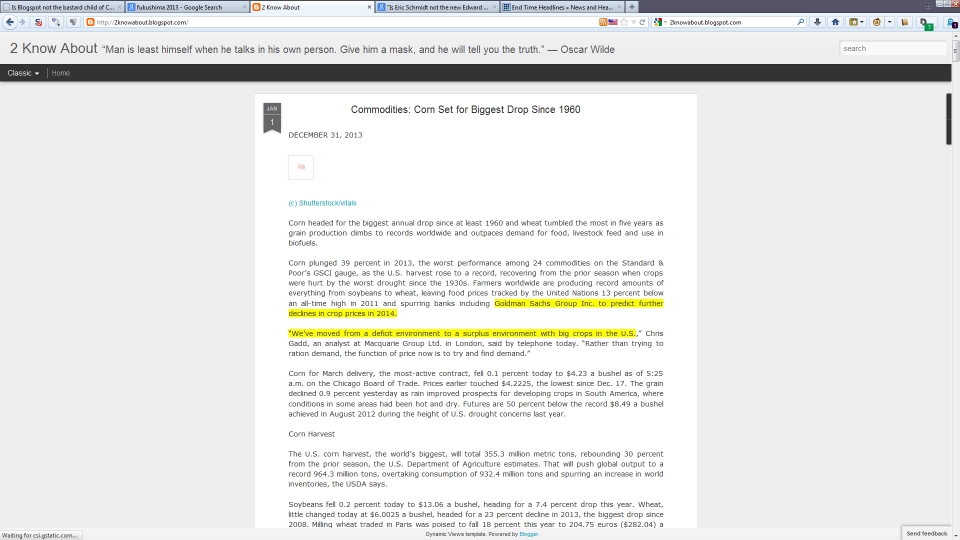 Is Blogspot not the bastard child of C...
fukushima 2013 - Google Search
2 Know About
"Is Eric Schmidt not the new Edward ...
End Time Headlines « News and Hea...
http://2knowabout.blogspot.com/
2knowabout.blogspot.com
2 Know About “Man is least himself when he talks in his own person. Give him a mask, and he will tell you the truth.” — Oscar Wilde
search
Classic
Home
JAN
1
Commodities: Corn Set for Biggest Drop Since 1960
DECEMBER 31, 2013
(c) Shutterstock/vitals
Corn headed for the biggest annual drop since at least 1960 and wheat tumbled the most in five years as
grain production climbs to records worldwide and outpaces demand for food, livestock feed and use in
biofuels.
Corn plunged 39 percent in 2013, the worst performance among 24 commodities on the Standard &
Poor’s GSCI gauge, as the U.S. harvest rose to a record, recovering from the prior season when crops
were hurt by the worst drought since the 1930s. Farmers worldwide are producing record amounts of
everything from soybeans to wheat, leaving food prices tracked by the United Nations 13 percent below
an all-time high in 2011 and spurring banks including Goldman Sachs Group Inc. to predict further
declines in crop prices in 2014.
“We’ve moved from a deficit environment to a surplus environment with big crops in the U.S.,” Chris
Gadd, an analyst at Macquarie Group Ltd. in London, said by telephone today. “Rather than trying to
ration demand, the function of price now is to try and find demand.”
Corn for March delivery, the most-active contract, fell 0.1 percent today to $4.23 a bushel as of 5:25
a.m. on the Chicago Board of Trade. Prices earlier touched $4.2225, the lowest since Dec. 17. The grain
declined 0.9 percent yesterday as rain improved prospects for developing crops in South America, where
conditions in some areas had been hot and dry. Futures are 50 percent below the record $8.49 a bushel
achieved in August 2012 during the height of U.S. drought concerns last year.
Corn Harvest
The U.S. corn harvest, the world’s biggest, will total 355.3 million metric tons, rebounding 30 percent
from the prior season, the U.S. Department of Agriculture estimates. That will push global output to a
record 964.3 million tons, overtaking consumption of 932.4 million tons and spurring an increase in world
inventories, the USDA says.
Soybeans fell 0.2 percent today to $13.06 a bushel, heading for a 7.4 percent drop this year. Wheat,
little changed today at $6.0025 a bushel, headed for a 23 percent decline in 2013, the biggest drop since
2008. Milling wheat traded in Paris was poised to fall 18 percent this year to 204.75 euros ($282.04) a
Waiting for csi.gstatic.com...
Dynamic Views template. Powered by Blogger.
Send feedback